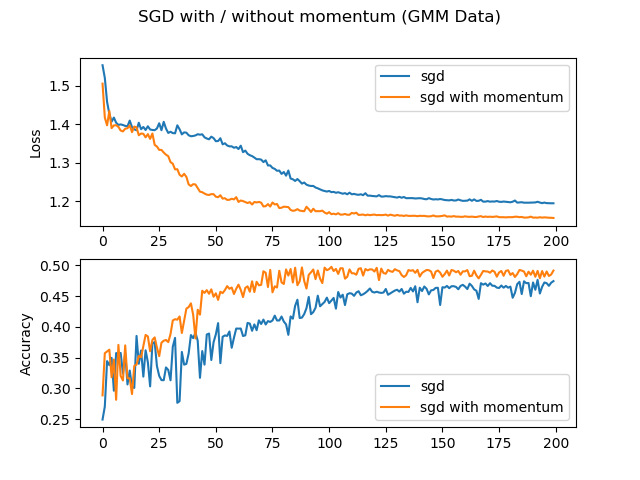 SGD with / without momentum (GMM Data)
sgd
sgd with momentum
Loss
1.5
1.4
1.3
1.2
0 25 50 75 100 125 150 175 200
Accuracy
0.50
0.45
0.40
0.35
0.30
0.25
sgd
sgd with momentum
0 25 50 75 100 125 150 175 200